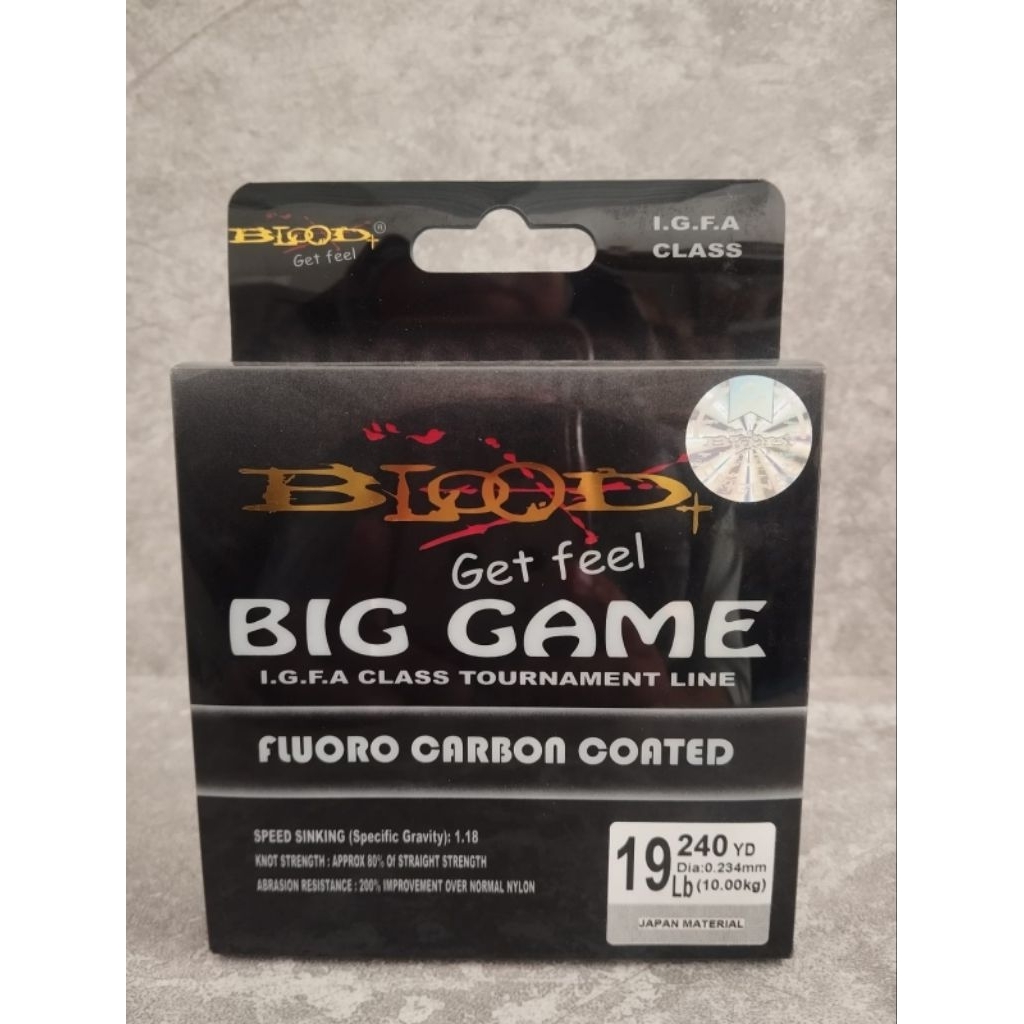 BLOOD+®
Get feel
I.G.F.A
CLASS
BLOOD+
Get feel
BIG GAME
I.G.F.A CLASS TOURNAMENT LINE
FLUORO CARBON COATED
SPEED SINKING (Specific Gravity): 1.18
KNOT STRENGTH : APPROX 80% Of STRAIGHT STRENGTH
ABRASION RESISTANCE : 200% IMPROVEMENT OVER NORMAL NYLON
19 Lb
240 YD
Dia:0.234mm
(10.00kg)
JAPAN MATERIAL